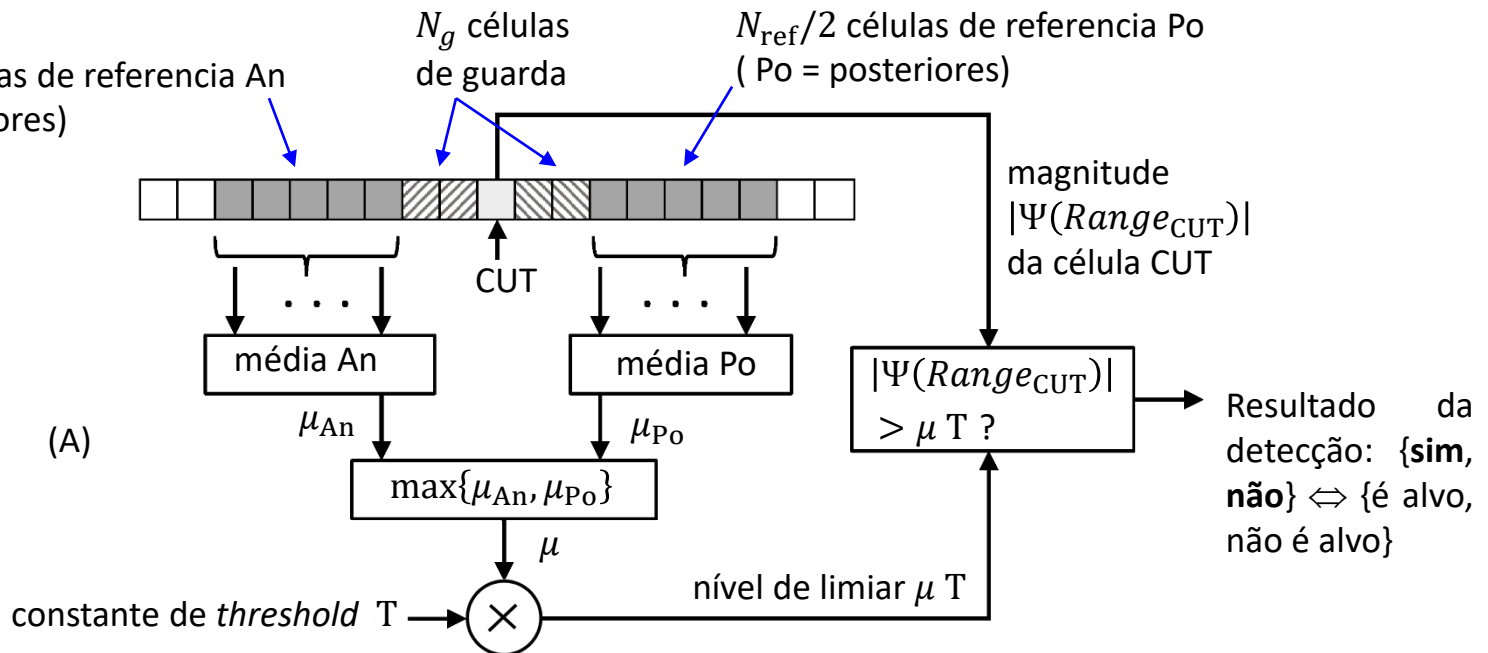 N_g células
de guarda
N_ref/2 células de referencia Po
( Po = posteriores)
de referencia An
magnitude
|Ψ(Range_CUT)|
da célula CUT
CUT
. . .
. . .
média An
média Po
|Ψ(Range_CUT)|
> μ T ?
μ_An
μ_Po
(A)
max{μ_An, μ_Po}
Resultado da
detecção: {sim,
não} ⇔ {é alvo,
não é alvo}
μ
nível de limiar μ T
constante de threshold T
×